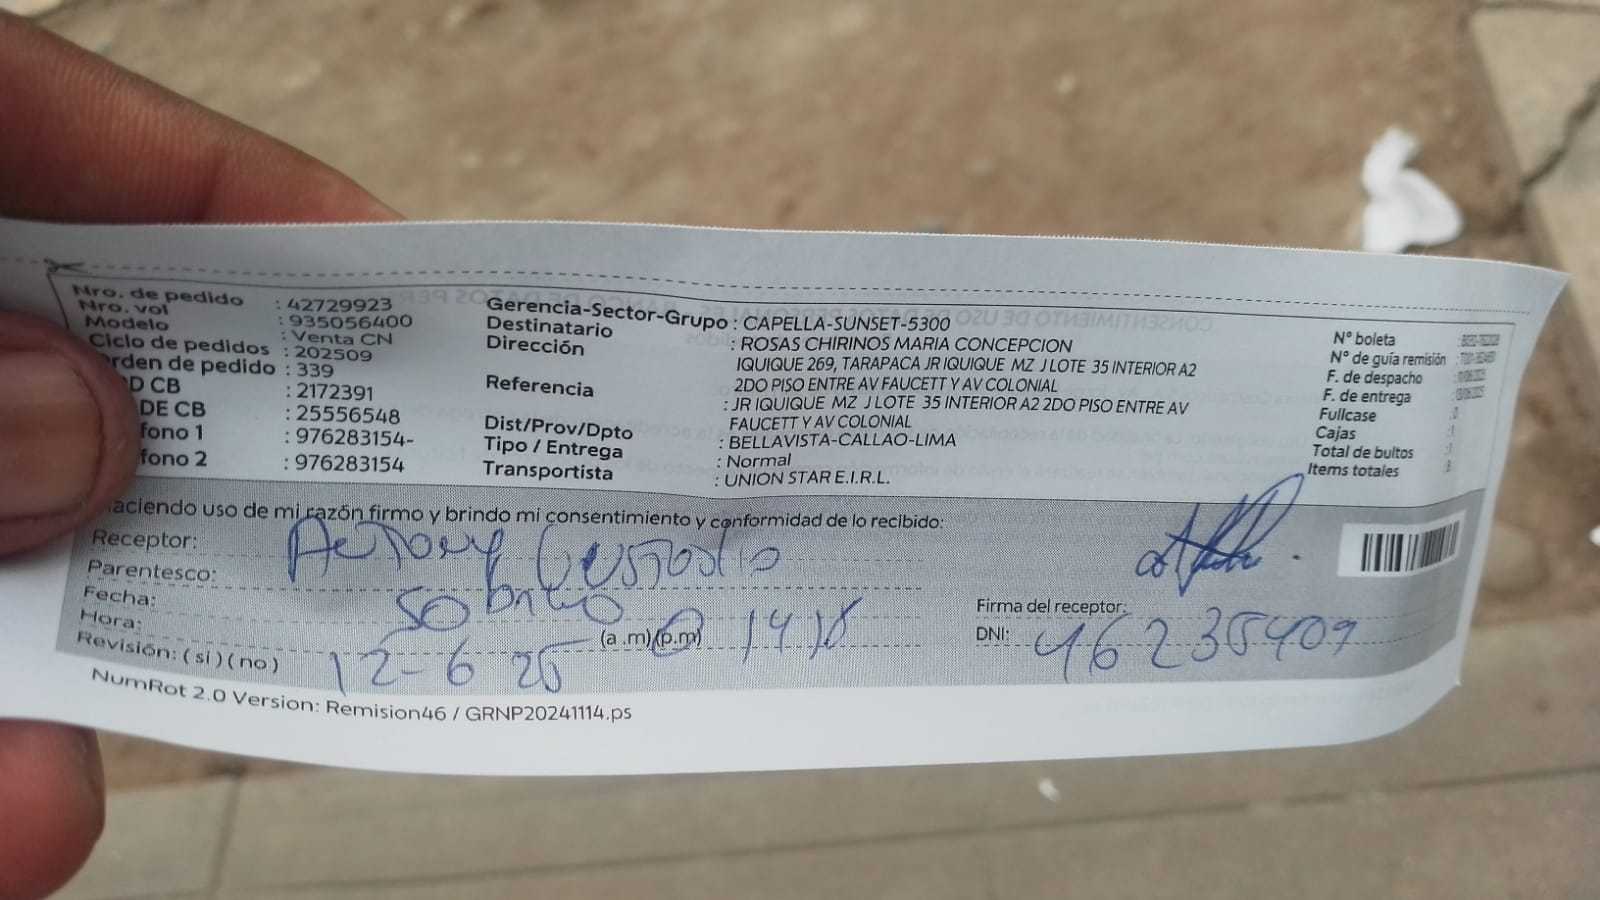 Nro. de pedido : 42729923
Nro. vol : 935056400
Modelo : Venta CN
Ciclo de pedidos : 202509
rden de pedido : 339
D CB : 2172391
DE CB : 25556548
fono 1 : 976283154-
fono 2 : 976283154
Gerencia-Sector-Grupo : CAPELLA-SUNSET-5300
Destinatario : ROSAS CHIRINOS MARIA CONCEPCION
Dirección IQUIQUE 269, TARAPACA JR IQUIQUE MZ J LOTE 35 INTERIOR A2
2DO PISO ENTRE AV FAUCETT Y AV COLONIAL
Referencia : JR IQUIQUE MZ J LOTE 35 INTERIOR A2 2DO PISO ENTRE AV
FAUCETT Y AV COLONIAL
Dist/Prov/Dpto : BELLAVISTA-CALLAO-LIMA
Tipo / Entrega : Normal
Transportista : UNION STAR E.I.R.L.
N° boleta
N° de guía remisión
F. de despacho
F. de entrega
Fullcase
Cajas
Total de bultos
Items totales
haciendo uso de mi razón firmo y brindo mi consentimiento y conformidad de lo recibido:
Receptor:
Parentesco: sobrino
Fecha:
Hora: (a .m)(p.m)
Revisión: ( sí ) ( no ) 12-6 25
Firma del receptor:
DNI: 46235409
NumRot 2.0 Version: Remision46 / GRNP20241114.ps